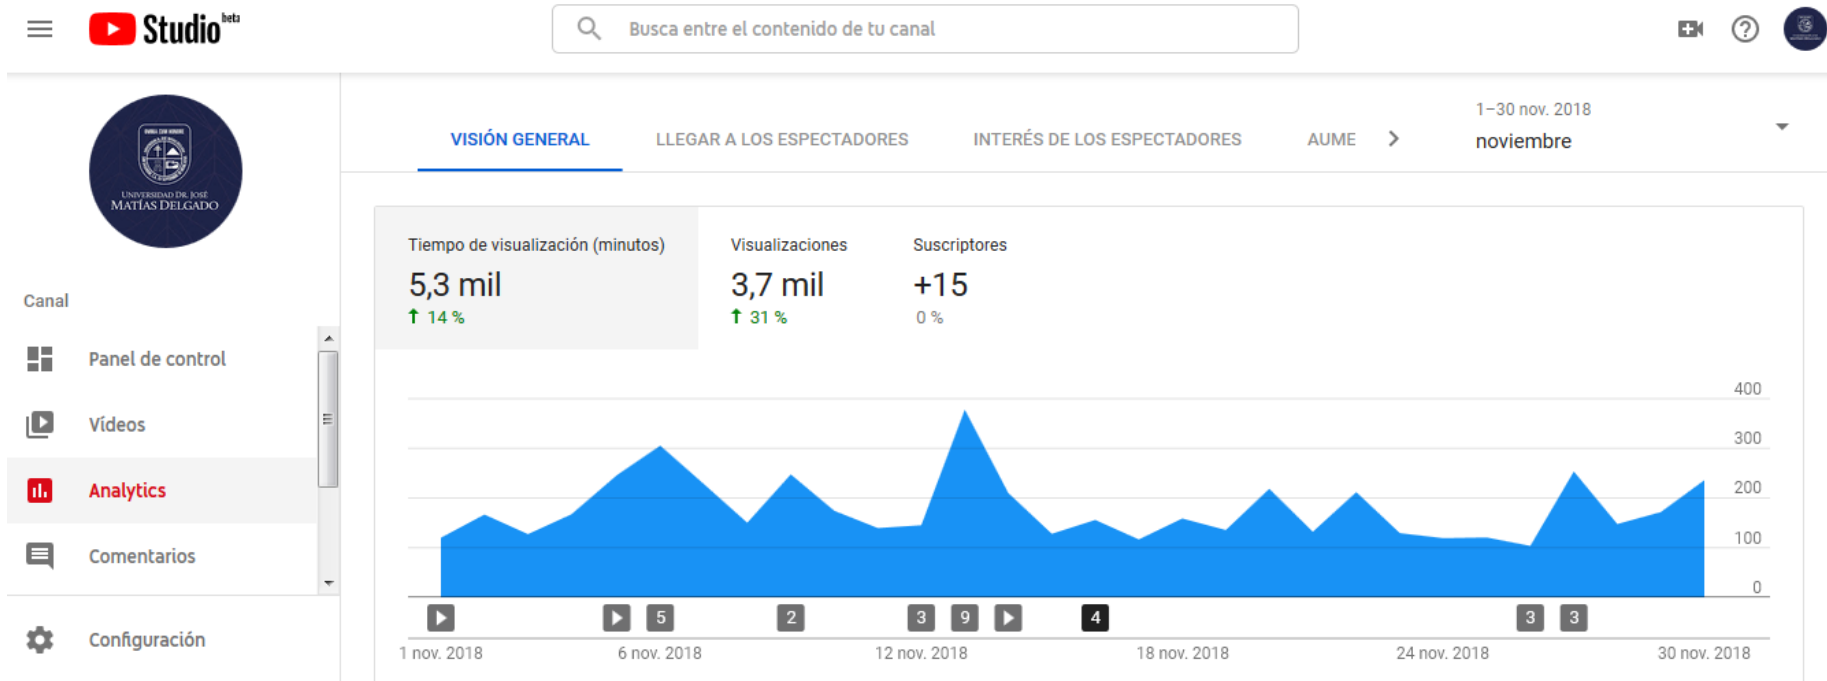 Studio beta
Busca entre el contenido de tu canal
UNIVERSIDAD DR. JOSÉ
MATÍAS DELGADO
Canal
Panel de control
Vídeos
Analytics
Comentarios
Configuración
VISIÓN GENERAL
LLEGAR A LOS ESPECTADORES
INTERÉS DE LOS ESPECTADORES
AUME
1–30 nov. 2018
noviembre
Tiempo de visualización (minutos)
5,3 mil
14 %
Visualizaciones
3,7 mil
31 %
Suscriptores
+15
0 %
400
300
200
100
0
5 2 3 9 4 3 3
1 nov. 2018 6 nov. 2018 12 nov. 2018 18 nov. 2018 24 nov. 2018 30 nov. 2018